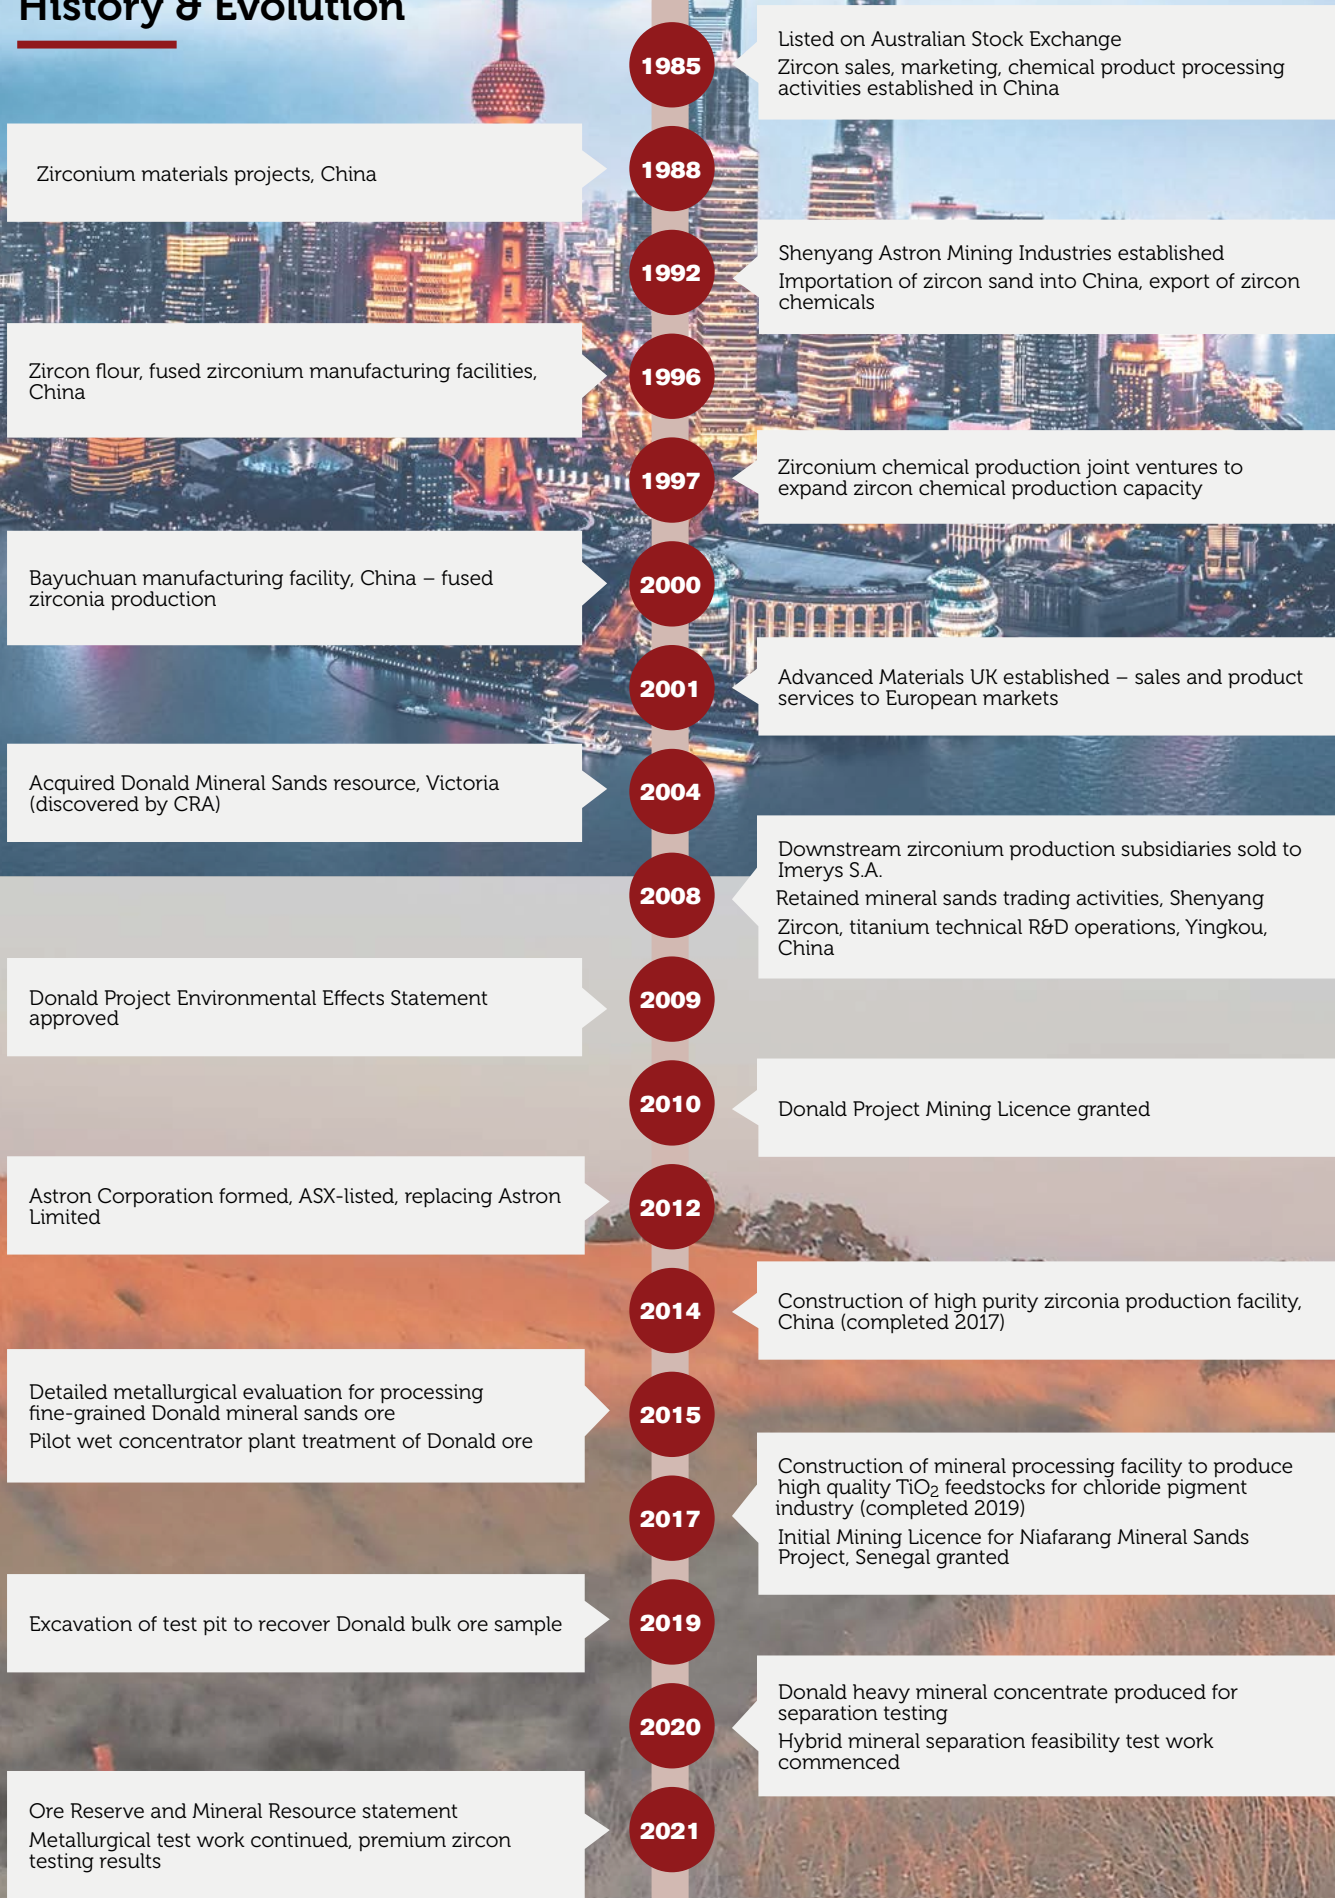 History & Evolution
1985
Listed on Australian Stock Exchange
Zircon sales, marketing, chemical product processing
activities established in China
1988
Zirconium materials projects, China
1992
Shenyang Astron Mining Industries established
Importation of zircon sand into China, export of zircon
chemicals
1996
Zircon flour, fused zirconium manufacturing facilities,
China
1997
Zirconium chemical production joint ventures to
expand zircon chemical production capacity
2000
Bayuchuan manufacturing facility, China – fused
zirconia production
2001
Advanced Materials UK established – sales and product
services to European markets
2004
Acquired Donald Mineral Sands resource, Victoria
(discovered by CRA)
2008
Downstream zirconium production subsidiaries sold to
Imerys S.A.
Retained mineral sands trading activities, Shenyang
Zircon, titanium technical R&D operations, Yingkou,
China
2009
Donald Project Environmental Effects Statement
approved
2010
Donald Project Mining Licence granted
2012
Astron Corporation formed, ASX-listed, replacing Astron
Limited
2014
Construction of high purity zirconia production facility,
China (completed 2017)
2015
Detailed metallurgical evaluation for processing
fine-grained Donald mineral sands ore
Pilot wet concentrator plant treatment of Donald ore
2017
Construction of mineral processing facility to produce
high quality TiO₂ feedstocks for chloride pigment
industry (completed 2019)
Initial Mining Licence for Niafarang Mineral Sands
Project, Senegal granted
2019
Excavation of test pit to recover Donald bulk ore sample
2020
Donald heavy mineral concentrate produced for
separation testing
Hybrid mineral separation feasibility test work
commenced
2021
Ore Reserve and Mineral Resource statement
Metallurgical test work continued, premium zircon
testing results